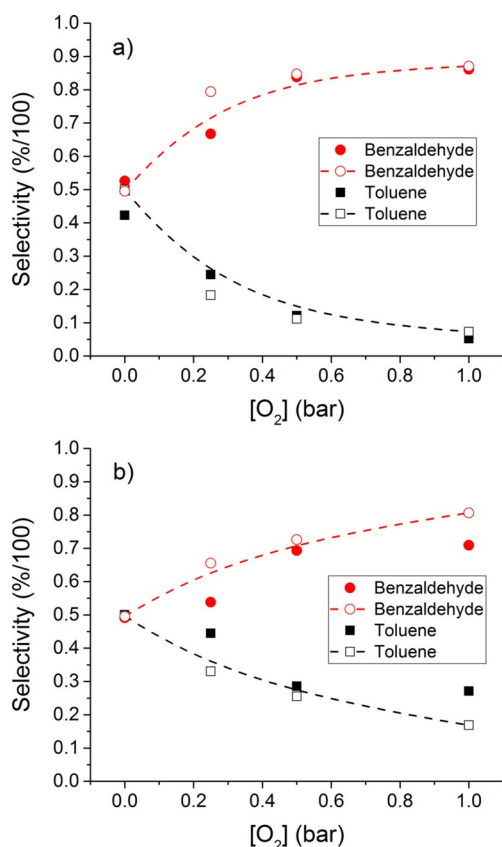 a)
Selectivity (%/100)
1.0
0.9
0.8
0.7
0.6
0.5
0.4
0.3
0.2
0.1
0.0
Benzaldehyde
Benzaldehyde
Toluene
Toluene
0.0 0.2 0.4 0.6 0.8 1.0
[O₂] (bar)
b)
Selectivity (%/100)
1.0
0.9
0.8
0.7
0.6
0.5
0.4
0.3
0.2
0.1
0.0
Benzaldehyde
Benzaldehyde
Toluene
Toluene
0.0 0.2 0.4 0.6 0.8 1.0
[O₂] (bar)